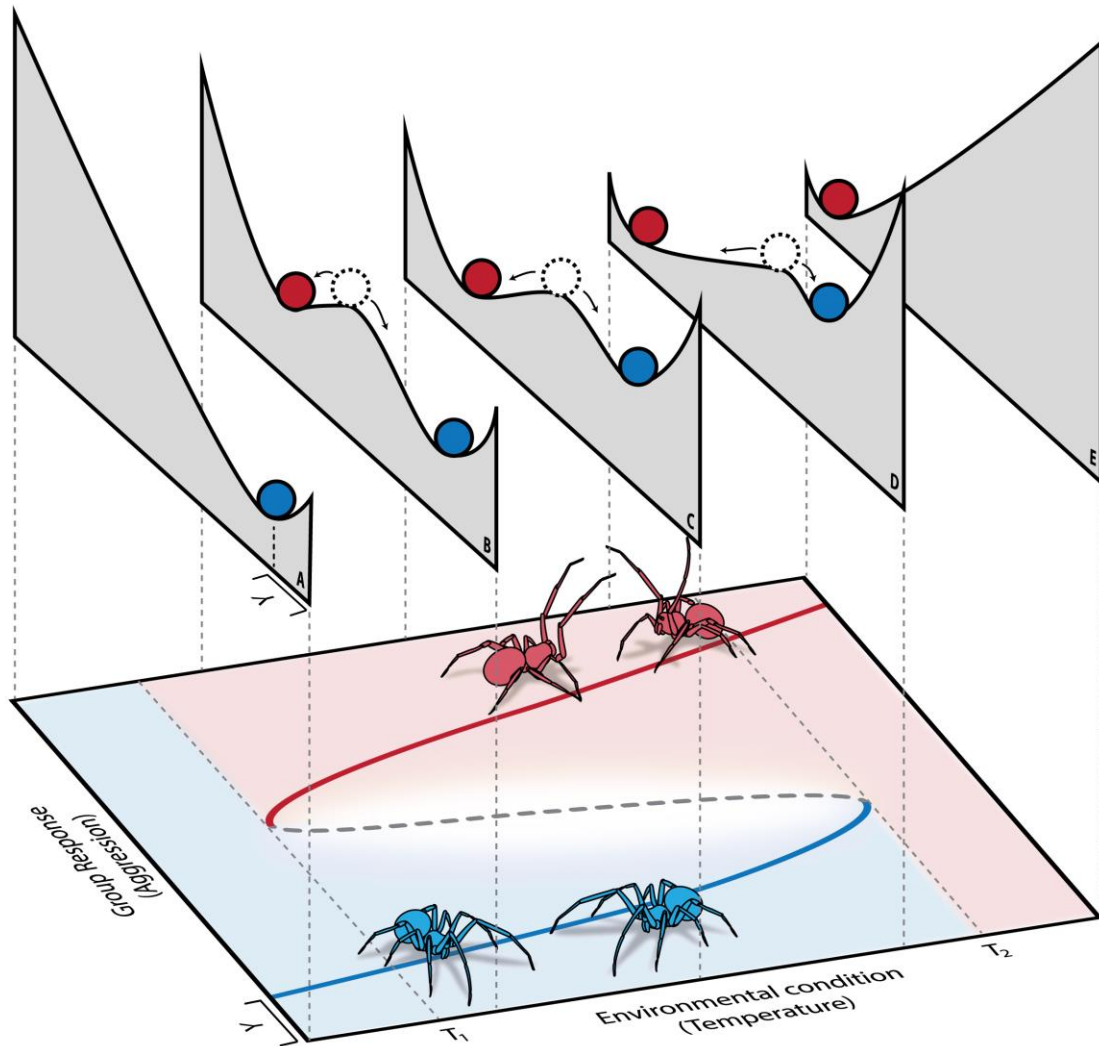 A
B
C
D
E
Y
Group Response
(Aggression)
Y
T1
Environmental condition
(Temperature)
T2